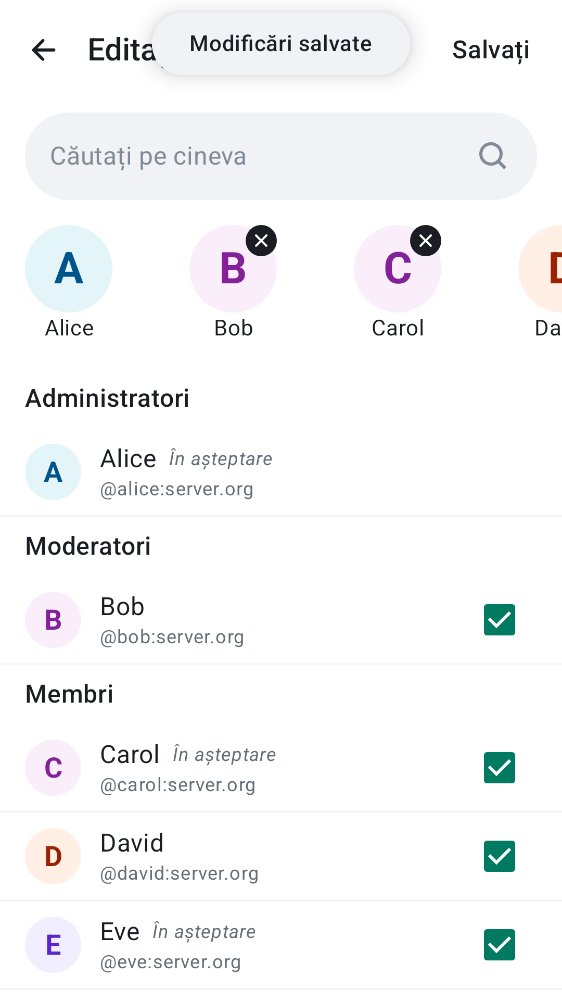 Modificări salvate
Salvați
Căutați pe cineva
A
B
C
Alice
Bob
Carol
Administratori
A
Alice În așteptare
@alice:server.org
Moderatori
B
Bob
@bob:server.org
Membri
C
Carol În așteptare
@carol:server.org
D
David
@david:server.org
E
Eve În așteptare
@eve:server.org